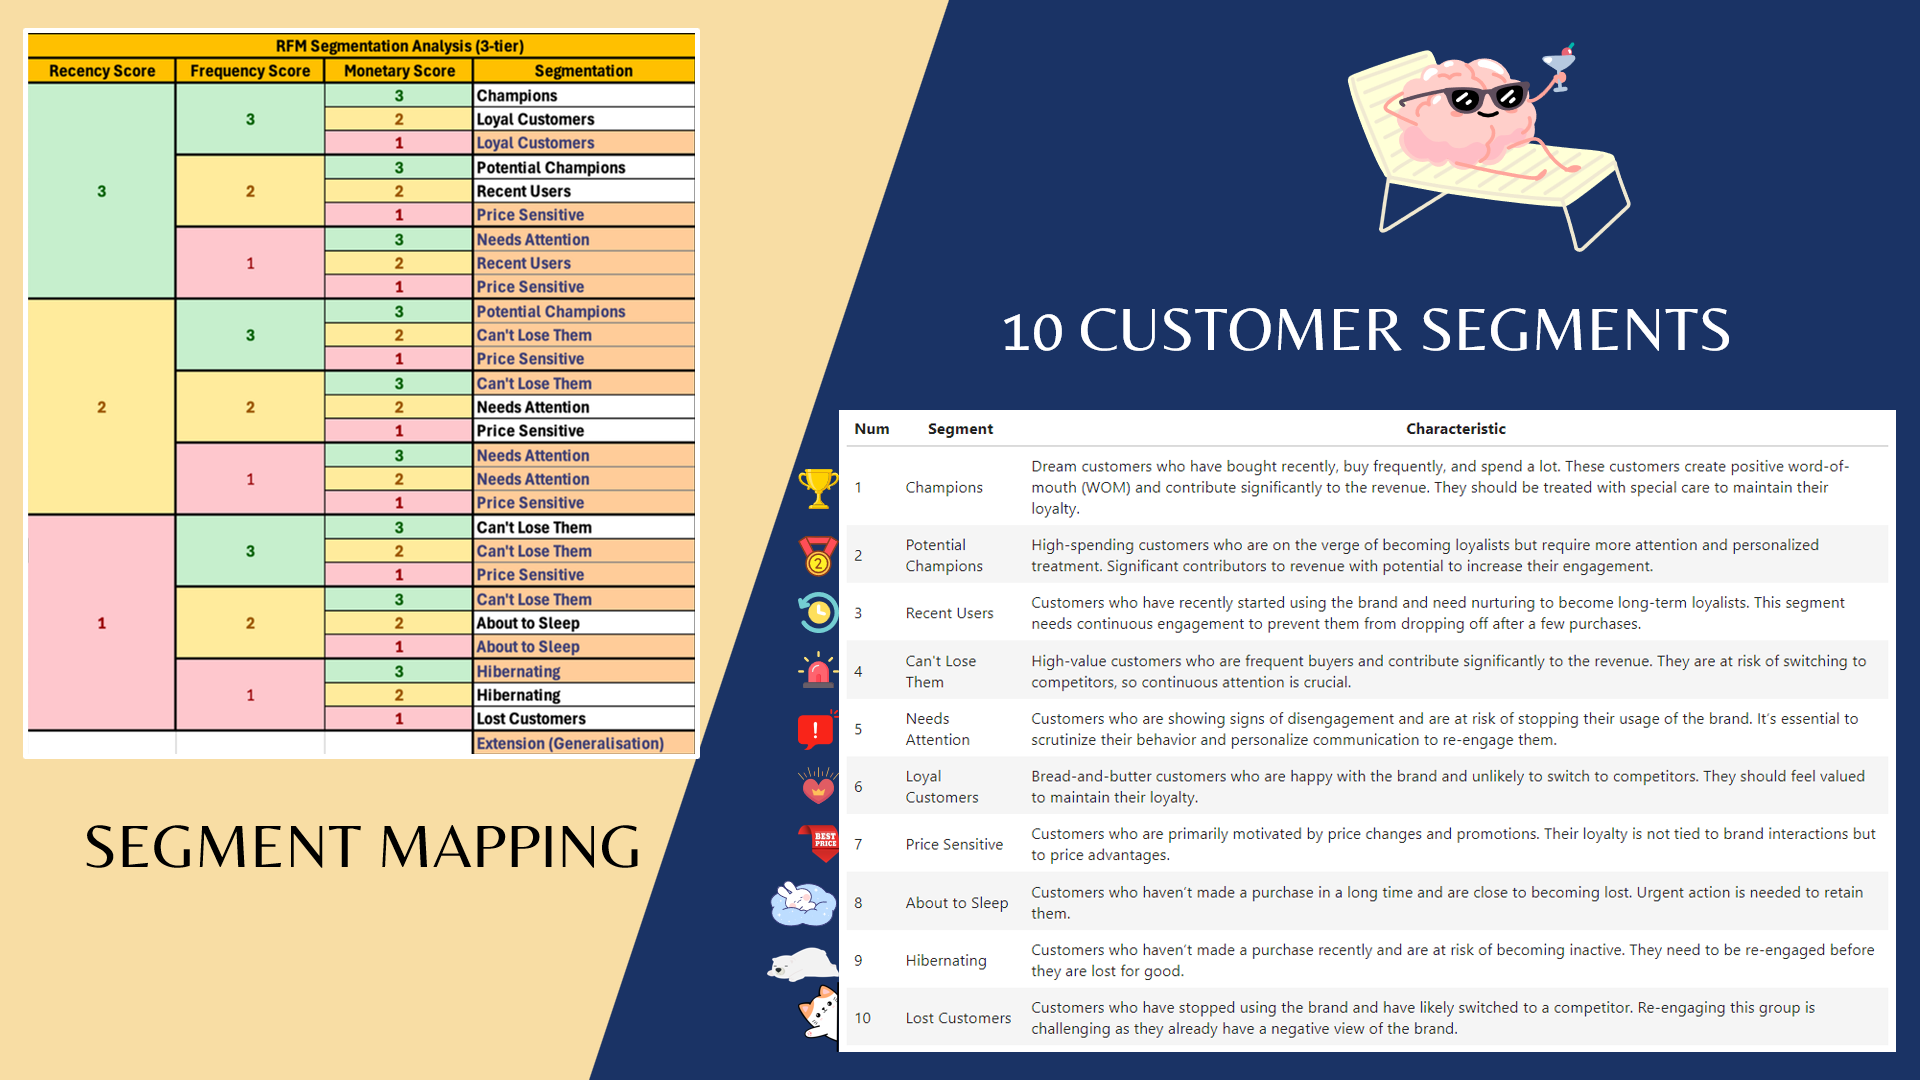 RFM Segmentation Analysis (3-tier)
Recency Score Frequency Score Monetary Score Segmentation
3 3 3 Champions
2 Loyal Customers
1 Loyal Customers
2 3 Potential Champions
2 Recent Users
1 Price Sensitive
1 3 Needs Attention
2 Recent Users
1 Price Sensitive
2 3 3 Potential Champions
2 Can't Lose Them
1 Price Sensitive
2 3 Can't Lose Them
2 Needs Attention
1 Price Sensitive
1 3 Needs Attention
2 Needs Attention
1 Price Sensitive
1 3 3 Can't Lose Them
2 Can't Lose Them
1 Price Sensitive
2 3 Can't Lose Them
2 About to Sleep
1 About to Sleep
1 3 Hibernating
2 Hibernating
1 Lost Customers
Extension (Generalisation)
SEGMENT MAPPING
10 CUSTOMER SEGMENTS
Num Segment Characteristic
1 Champions Dream customers who have bought recently, buy frequently, and spend a lot. These customers create positive word-of-
mouth (WOM) and contribute significantly to the revenue. They should be treated with special care to maintain their
loyalty.
2
2 Potential Champions High-spending customers who are on the verge of becoming loyalists but require more attention and personalized
treatment. Significant contributors to revenue with potential to increase their engagement.
3 Recent Users Customers who have recently started using the brand and need nurturing to become long-term loyalists. This segment
needs continuous engagement to prevent them from dropping off after a few purchases.
4 Can't Lose Them High-value customers who are frequent buyers and contribute significantly to the revenue. They are at risk of switching to
competitors, so continuous attention is crucial.
5 Needs Attention Customers who are showing signs of disengagement and are at risk of stopping their usage of the brand. It's essential to
scrutinize their behavior and personalize communication to re-engage them.
6 Loyal Customers Bread-and-butter customers who are happy with the brand and unlikely to switch to competitors. They should feel valued
to maintain their loyalty.
BEST
PRICE
7 Price Sensitive Customers who are primarily motivated by price changes and promotions. Their loyalty is not tied to brand interactions but
to price advantages.
8 About to Sleep Customers who haven't made a purchase in a long time and are close to becoming lost. Urgent action is needed to retain
them.
9 Hibernating Customers who haven't made a purchase recently and are at risk of becoming inactive. They need to be re-engaged before
they are lost for good.
10 Lost Customers Customers who have stopped using the brand and have likely switched to a competitor. Re-engaging this group is
challenging as they already have a negative view of the brand.